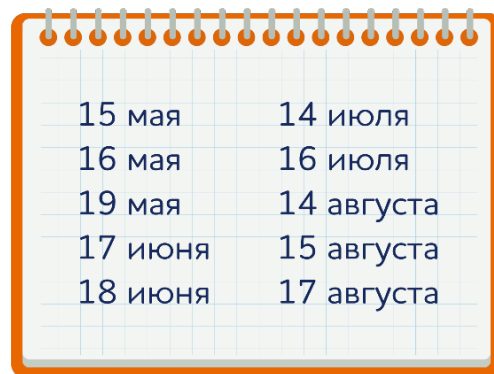 15 мая
16 мая
19 мая
17 июня
18 июня
14 июля
16 июля
14 августа
15 августа
17 августа